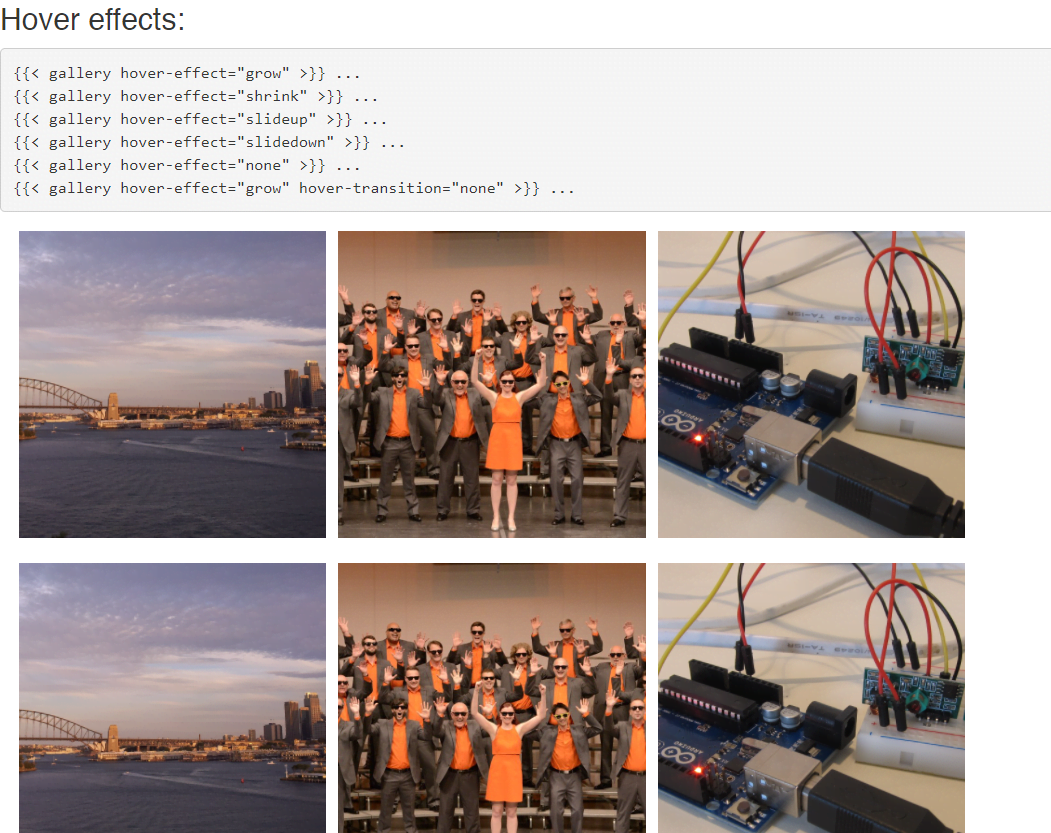 Hover effects:
{{< gallery hover-effect="grow" >}} ...
{{< gallery hover-effect="shrink" >}} ...
{{< gallery hover-effect="slideup" >}} ...
{{< gallery hover-effect="slidedown" >}} ...
{{< gallery hover-effect="none" >}} ...
{{< gallery hover-effect="grow" hover-transition="none" >}} ...